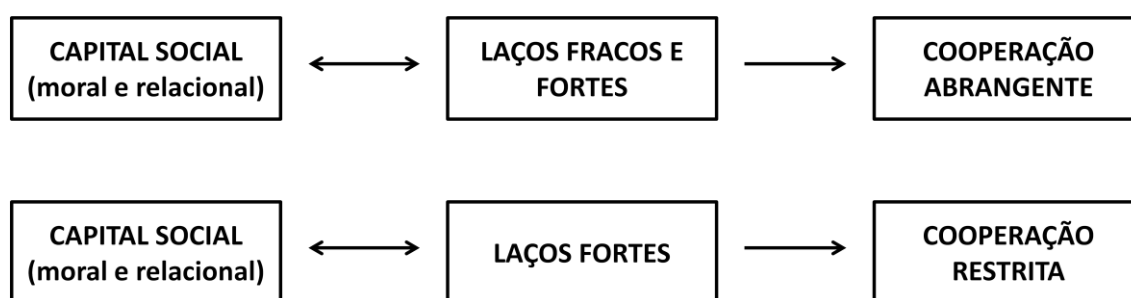 CAPITAL SOCIAL
(moral e relacional)
LAÇOS FRACOS E
FORTES
COOPERAÇÃO
ABRANGENTE
CAPITAL SOCIAL
(moral e relacional)
LAÇOS FORTES
COOPERAÇÃO
RESTRITA